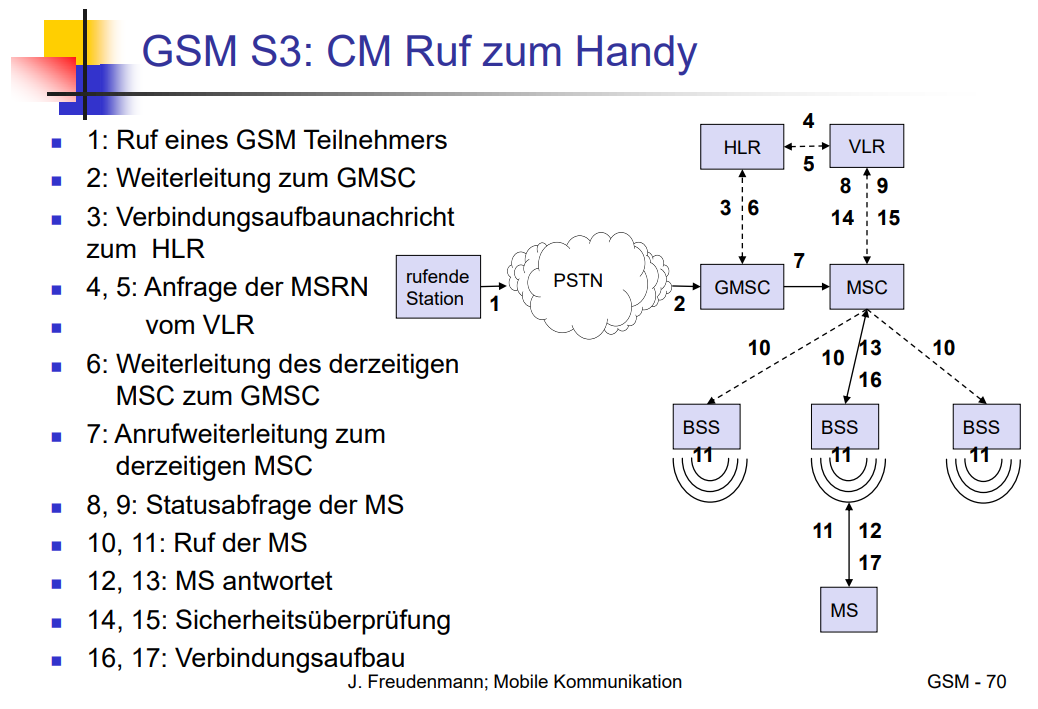 GSM S3: CM Ruf zum Handy
1: Ruf eines GSM Teilnehmers
2: Weiterleitung zum GMSC
3: Verbindungsaufbaunachricht
zum HLR
4, 5: Anfrage der MSRN
vom VLR
6: Weiterleitung des derzeitigen
MSC zum GMSC
7: Anrufweiterleitung zum
derzeitigen MSC
8, 9: Statusabfrage der MS
10, 11: Ruf der MS
12, 13: MS antwortet
14, 15: Sicherheitsüberprüfung
16, 17: Verbindungsaufbau
4
HLR
VLR
5
8 9
3 6
14 15
rufende
Station
1
PSTN
2
GMSC
7
MSC
10
10
13
10
16
BSS
BSS
BSS
11
11
11
11
12
17
MS
J. Freudenmann; Mobile Kommunikation
GSM - 70